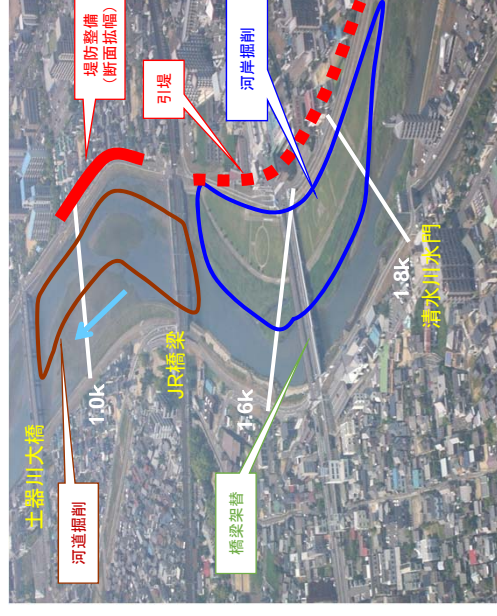 土器川大橋
河道掘削
堤防整備
（断面拡幅）
1.0k
引堤
JR橋梁
橋梁架替
1.6k
河岸掘削
1.8k
清水川水門